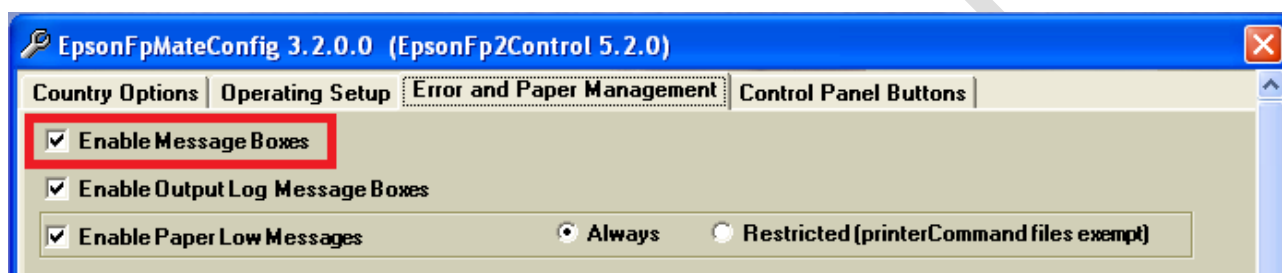 EpsonFpMateConfig 3.2.0.0 (EpsonFp2Control 5.2.0)
Country Options Operating Setup Error and Paper Management Control Panel Buttons
Enable Message Boxes
Enable Output Log Message Boxes
Enable Paper Low Messages Always Restricted (printerCommand files exempt)